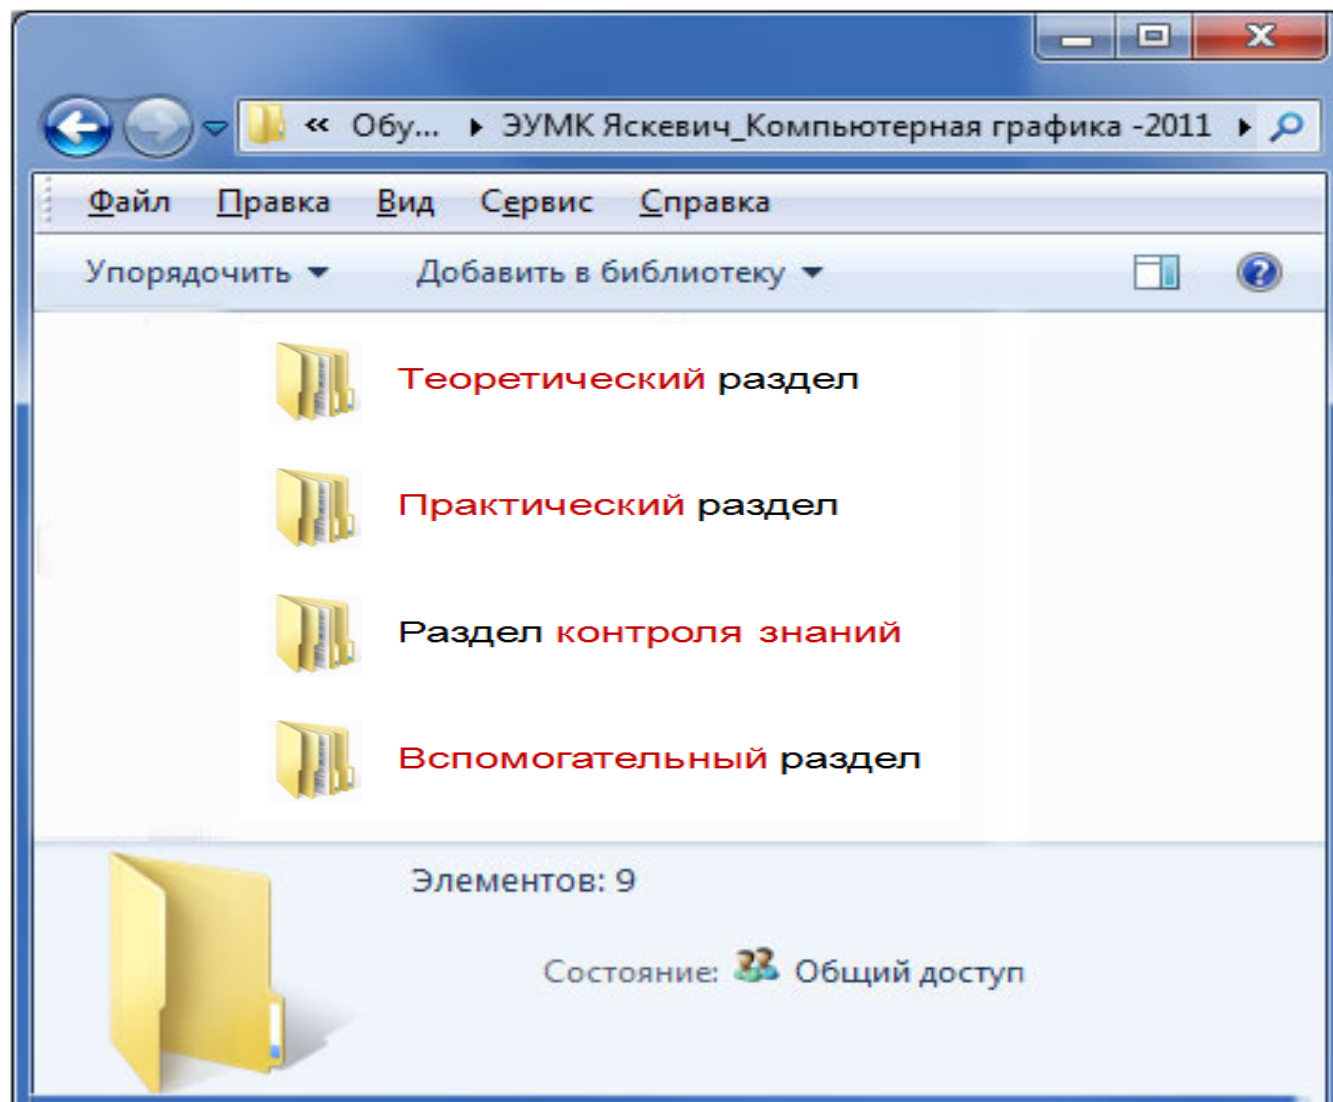 « Обу... ▸ ЭУМК Яскевич_Компьютерная графика -2011 ▸
Файл Правка Вид Сервис Справка
Упорядочить Добавить в библиотеку
Теоретический раздел
Практический раздел
Раздел контроля знаний
Вспомогательный раздел
Элементов: 9
Состояние: Общий доступ